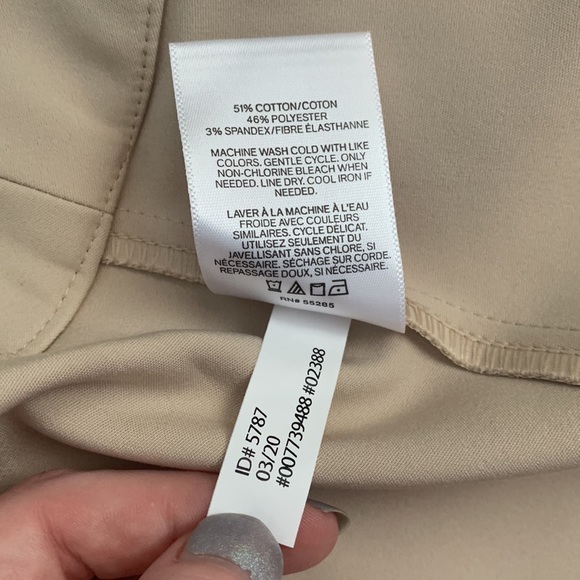 51% COTTON/COTON
46% POLYESTER
3% SPANDEX/FIBRE ÉLASTHANNE
MACHINE WASH COLD WITH LIKE
COLORS. GENTLE CYCLE. ONLY
NON-CHLORINE BLEACH WHEN
NEEDED. LINE DRY. COOL IRON IF
NEEDED.
LAVER À LA MACHINE À L'EAU
FROIDE AVEC COULEURS
SIMILAIRES. CYCLE DÉLICAT.
UTILISEZ SEULEMENT DU
JAVELLISANT SANS CHLORE, SI
NÉCESSAIRE. SÉCHAGE SUR CORDE.
REPASSAGE DOUX, SI NÉCESSAIRE.
RN# 55285
ID# 5787
03/20
#007739488 #02388